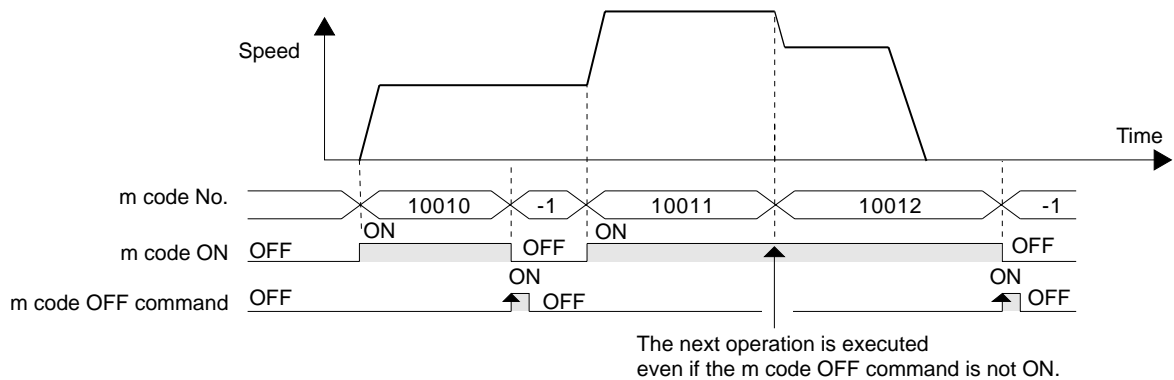 Speed
Time
m code No.
10010
-1
10011
10012
-1
ON
ON
m code ON
OFF
OFF
OFF
ON
ON
m code OFF command
OFF
OFF
OFF
The next operation is executed
even if the m code OFF command is not ON.